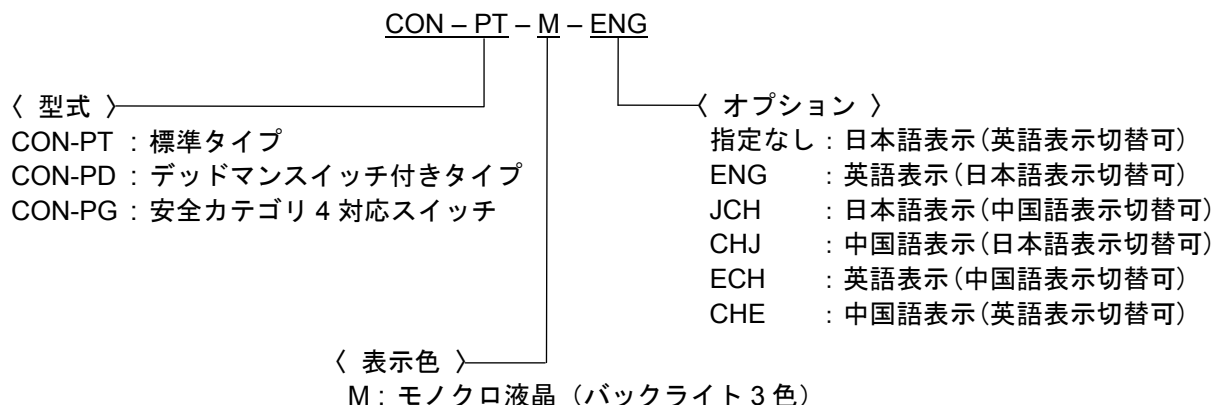 CON – PT – M – ENG
〈 型式 〉
CON-PT : 標準タイプ
CON-PD : デッドマンスイッチ付きタイプ
CON-PG : 安全カテゴリ 4 対応スイッチ
〈 オプション 〉
指定なし : 日本語表示(英語表示切替可)
ENG : 英語表示(日本語表示切替可)
JCH : 日本語表示(中国語表示切替可)
CHJ : 中国語表示(日本語表示切替可)
ECH : 英語表示(中国語表示切替可)
CHE : 中国語表示(英語表示切替可)
〈 表示色 〉
M : モノクロ液晶 (バックライト 3 色)